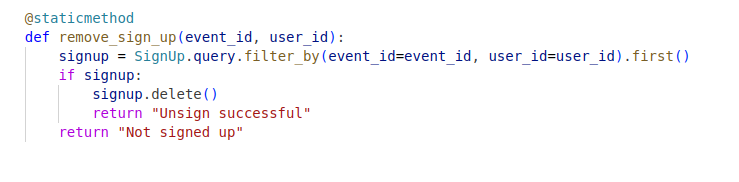 @staticmethod
def remove_sign_up(event_id, user_id):
    signup = SignUp.query.filter_by(event_id=event_id, user_id=user_id).first()
    if signup:
        signup.delete()
        return "Unsign successful"
    return "Not signed up"